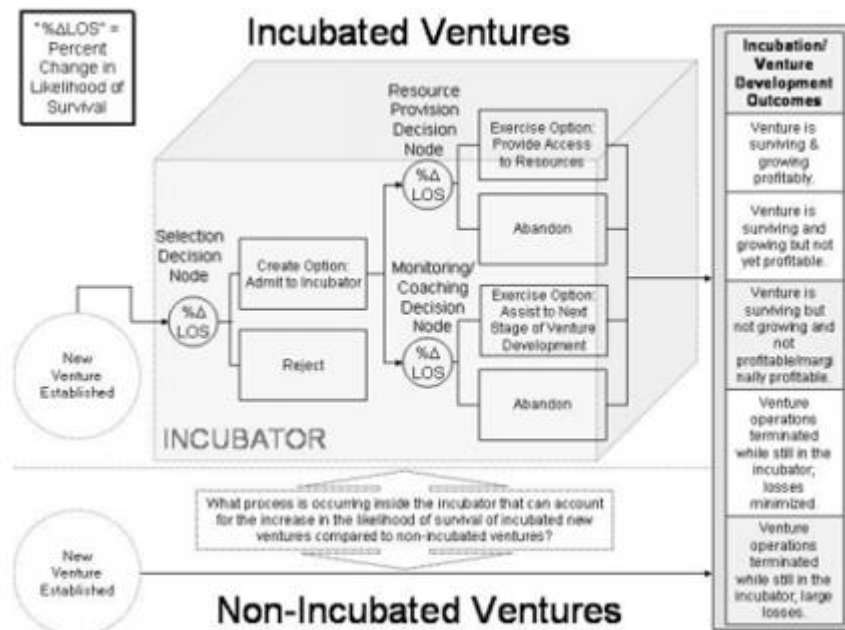 "%ΔLOS" =
Percent
Change in
Likelihood of
Survival
Incubated Ventures
Selection
Decision
Node
%Δ
LOS
New
Venture
Established
Create Option:
Admit to Incubator
Reject
Resource
Provision
Decision
Node
%Δ
LOS
Exercise Option:
Provide Access
to Resources
Abandon
Monitoring/
Coaching
Decision
Node
%Δ
LOS
Exercise Option:
Assist to Next
Stage of Venture
Development
Abandon
INCUBATOR
Incubation/
Venture
Development
Outcomes
Venture is
surviving &
growing
profitably.
Venture is
surviving and
growing but not
yet profitable.
Venture is
surviving but
not growing and
not
profitable/margi
nally profitable.
Venture
operations
terminated
while still in the
incubator;
losses
minimized.
Venture
operations
terminated
while still in the
incubator; large
losses.
What process is occurring inside the incubator that can account
for the increase in the likelihood of survival of incubated new
ventures compared to non-incubated ventures?
New
Venture
Established
Non-Incubated Ventures